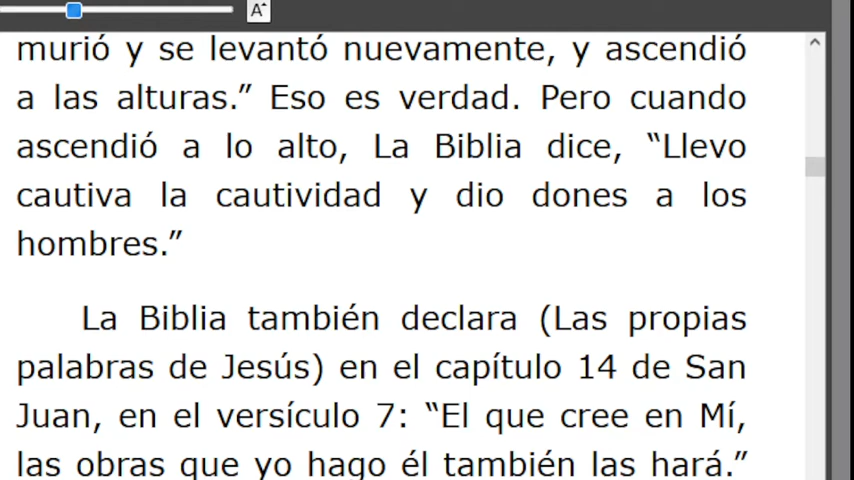 A
murió y se levantó nuevamente, y ascendió
a las alturas.” Eso es verdad. Pero cuando
ascendió a lo alto, La Biblia dice, “Llevo
cautiva la cautividad y dio dones a los
hombres.”
La Biblia también declara (Las propias
palabras de Jesús) en el capítulo 14 de San
Juan, en el versículo 7: “El que cree en Mí,
las obras que yo hago él también las hará.”